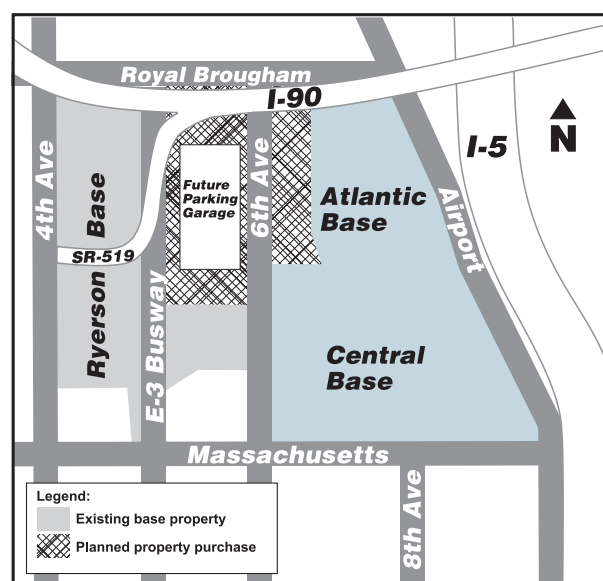 Royal Brougham
I-90
I-5
N
4th Ave
Ryerson Base
SR-519
E-3 Busway
Future
Parking
Garage
6th Ave
Atlantic
Base
Airport
Central
Base
Massachusetts
8th Ave
Legend:
Existing base property
Planned property purchase